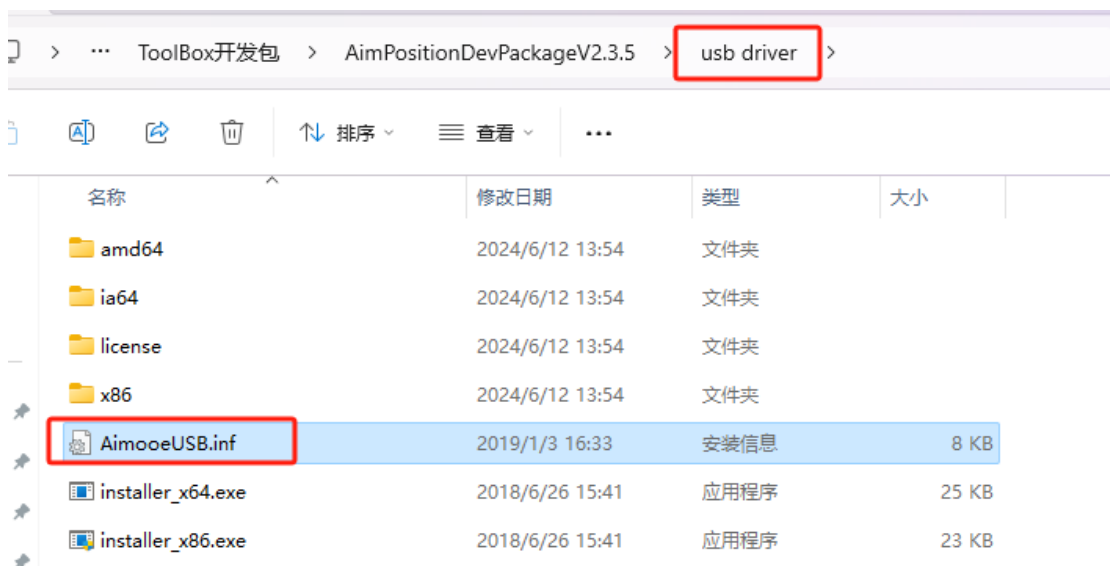 ... ToolBox开发包 > AimPositionDevPackageV2.3.5 > usb driver >
排序 查看 ...
名称 修改日期 类型 大小
amd64 2024/6/12 13:54 文件夹
ia64 2024/6/12 13:54 文件夹
license 2024/6/12 13:54 文件夹
x86 2024/6/12 13:54 文件夹
AimooeUSB.inf 2019/1/3 16:33 安装信息 8 KB
installer_x64.exe 2018/6/26 15:41 应用程序 25 KB
installer_x86.exe 2018/6/26 15:41 应用程序 23 KB